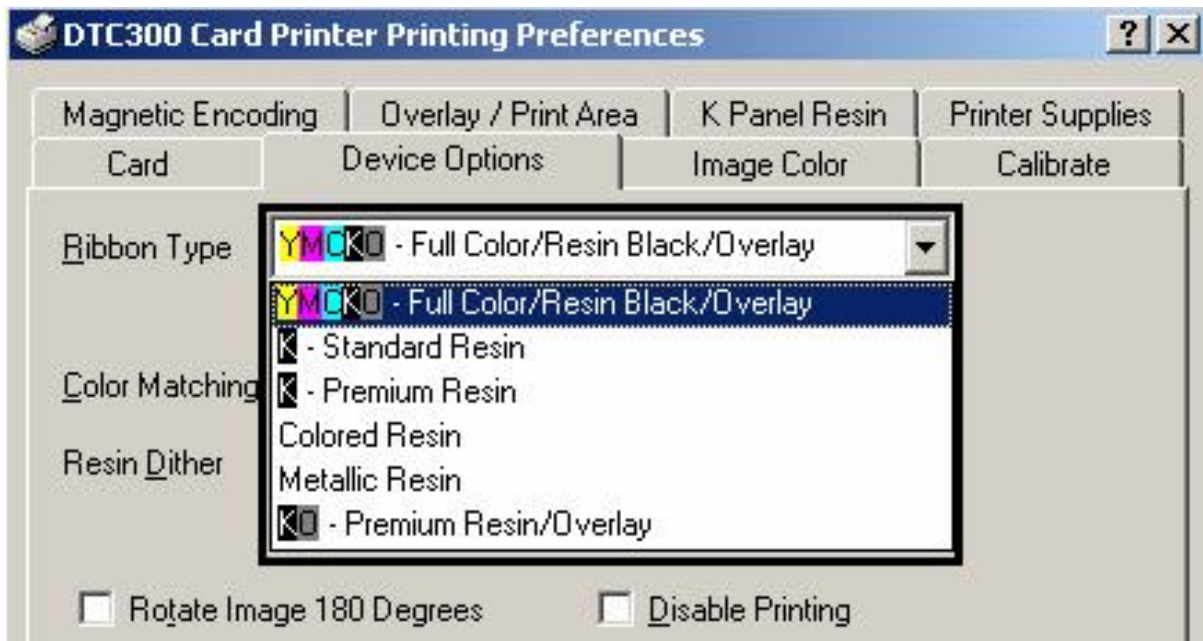 DTC300 Card Printer Printing Preferences ? X
Magnetic Encoding Overlay / Print Area K Panel Resin Printer Supplies
Card Device Options Image Color Calibrate
Ribbon Type YMCKO - Full Color/Resin Black/Overlay
YMCKO - Full Color/Resin Black/Overlay
K - Standard Resin
Color Matching K - Premium Resin
Colored Resin
Resin Dither
Metallic Resin
KO - Premium Resin/Overlay
Rotate Image 180 Degrees Disable Printing